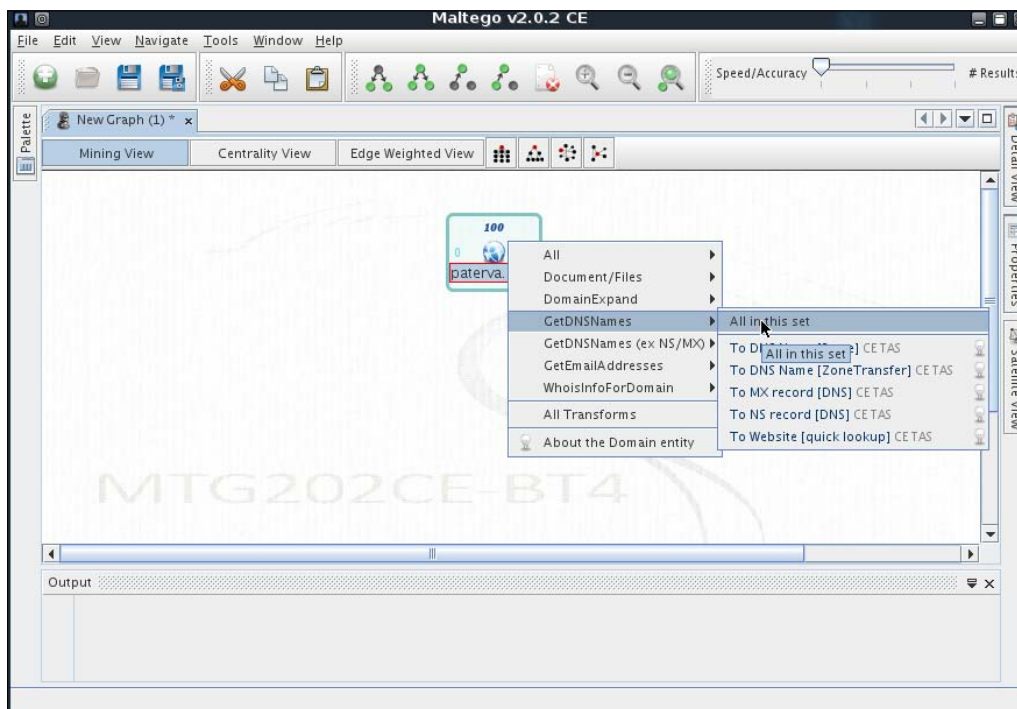 Maltego v2.0.2 CE
File Edit View Navigate Tools Window Help
Speed/Accuracy # Results
Palette
New Graph (1) * x
Mining View Centrality View Edge Weighted View
100
0
paterva.
All
Document/Files
DomainExpand
GetDNSNames
GetDNSNames (ex NS/MX)
GetEmailAddresses
WhoisInfoForDomain
All Transforms
About the Domain entity
All in this set
To CETAS
All in this set
To DNS Name [ZoneTransfer] CETAS
To MX record [DNS] CETAS
To NS record [DNS] CETAS
To Website [quick lookup] CETAS
MTG202CE-BT4
Detail View
Properties
Satellite View
Output